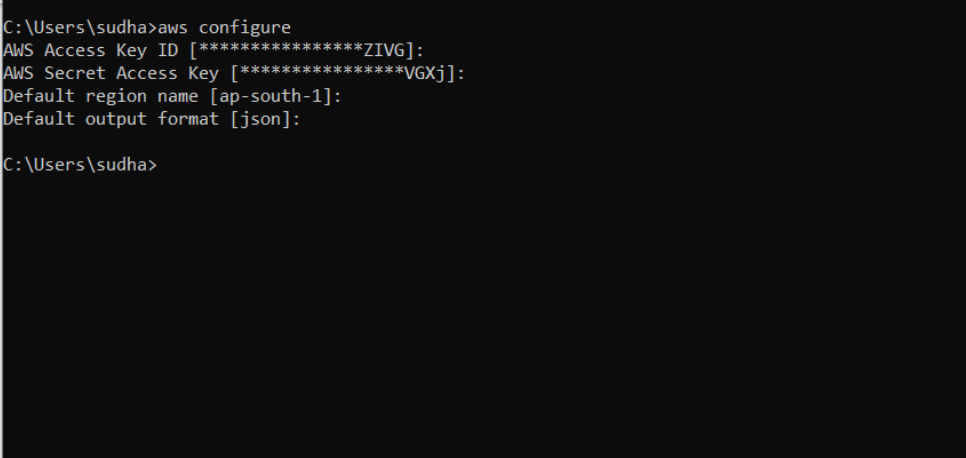 C:\Users\sudha>aws configure
AWS Access Key ID [****************ZIVG]:
AWS Secret Access Key [****************VGXj]:
Default region name [ap-south-1]:
Default output format [json]:
C:\Users\sudha>